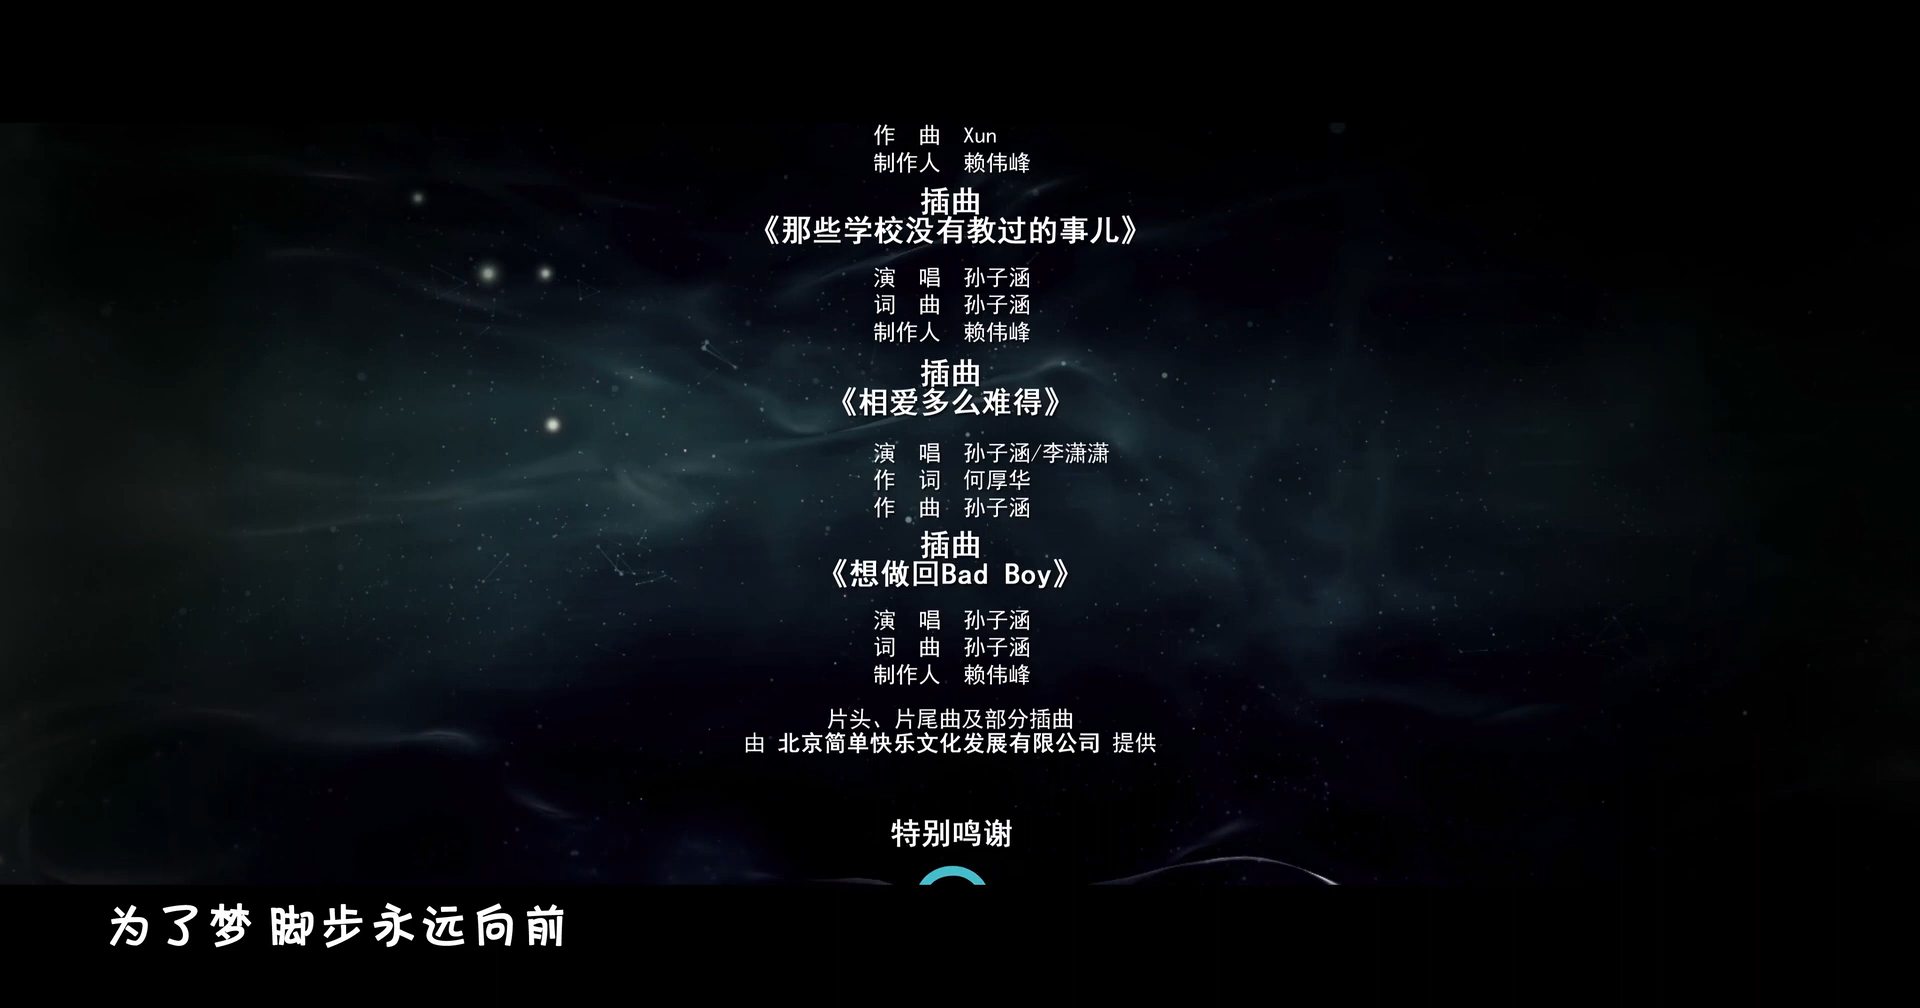 作　曲　Xun
制作人　赖伟峰
插曲
《那些学校没有教过的事儿》
演　唱　孙子涵
词　曲　孙子涵
制作人　赖伟峰
插曲
《相爱多么难得》
演　唱　孙子涵/李潇潇
作　词　何厚华
作　曲　孙子涵
插曲
《想做回Bad Boy》
演　唱　孙子涵
词　曲　孙子涵
制作人　赖伟峰
片头、片尾曲及部分插曲
由 北京简单快乐文化发展有限公司 提供
特别鸣谢
为了梦 脚步永远向前